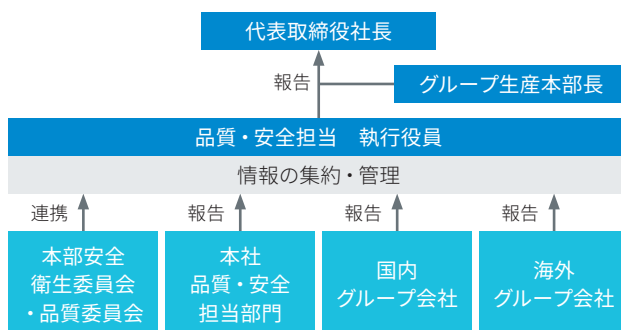 代表取締役社長
報告
グループ生産本部長
品質・安全担当　執行役員
情報の集約・管理
連携
報告
報告
報告
本部安全
衛生委員会
・品質委員会
本社
品質・安全
担当部門
国内
グループ会社
海外
グループ会社